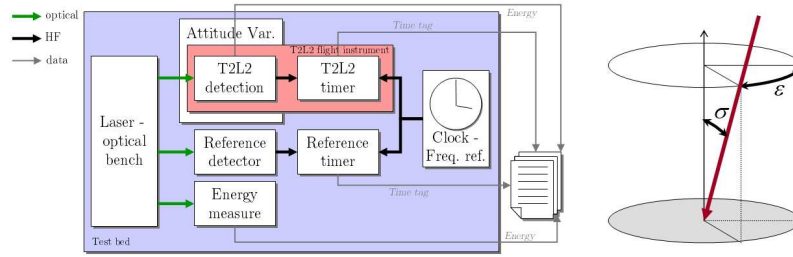 optical
HF
data
Energy
Attitude Var.
Time tag
T2L2 flight instrument
T2L2
detection
T2L2
timer
Laser -
optical
bench
Reference
detector
Reference
timer
Clock -
Freq. ref.
Energy
measure
Time tag
Test bed
Energy
σ
ε